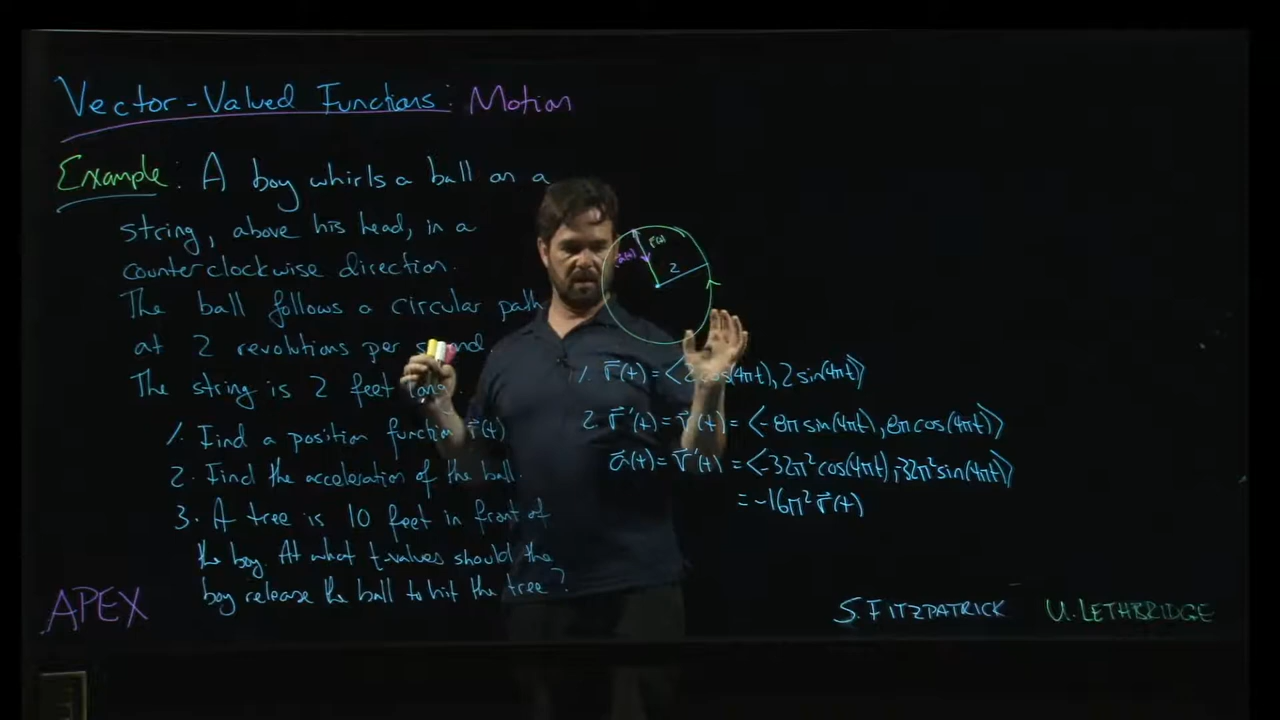 Vector-Valued Functions: Motion
Example: A boy whirls a ball on a
string, above his head, in a
counterclockwise direction.
The ball follows a circular path
at 2 revolutions per second.
The string is 2 feet long
1. Find a position function r⃗(t)
2. Find the acceleration of the ball.
3. A tree is 10 feet in front of
the boy. At what t-values should the
boy release the ball to hit the tree?
APEX
a⃗(t)
r⃗(t)
2
1. r⃗(t) = ⟨2cos(4πt), 2sin(4πt)⟩
2. r⃗'(t) = v⃗(t) = ⟨-8π sin(4πt), 8π cos(4πt)⟩
a⃗(t) = v⃗'(t) = ⟨-32π² cos(4πt), -32π² sin(4πt)⟩
= -16π² r⃗(t)
S. FITZPATRICK U. LETHBRIDGE